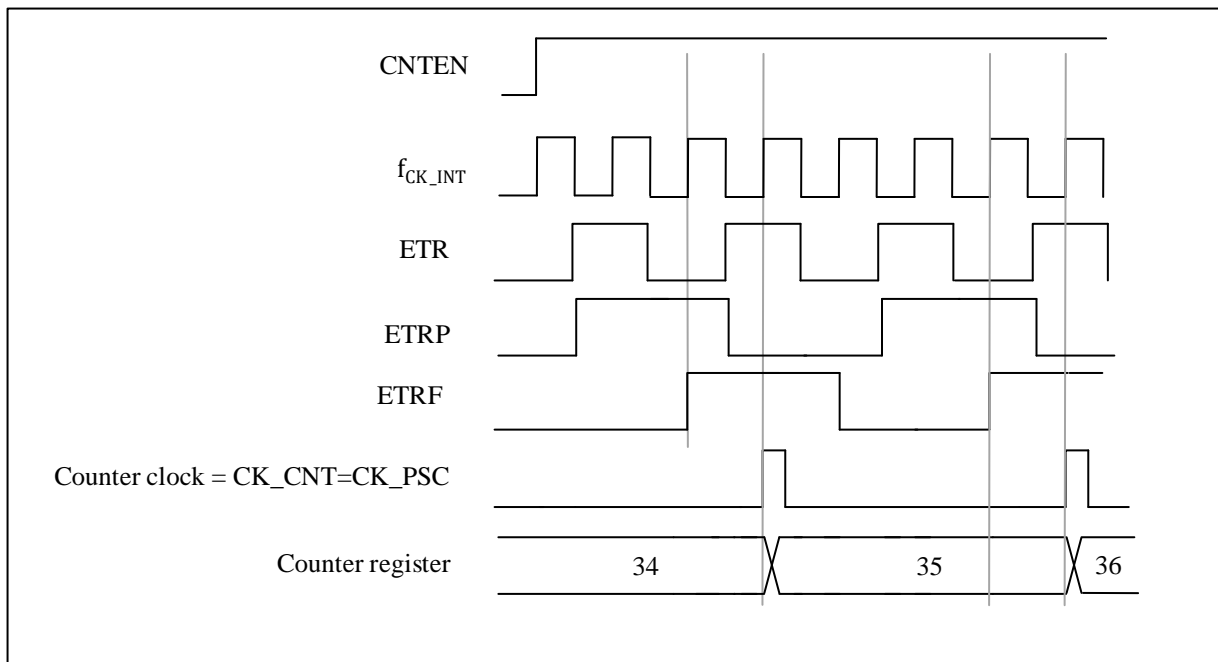 CNTEN
fCK_INT
ETR
ETRP
ETRF
Counter clock = CK_CNT=CK_PSC
Counter register 34 35 36